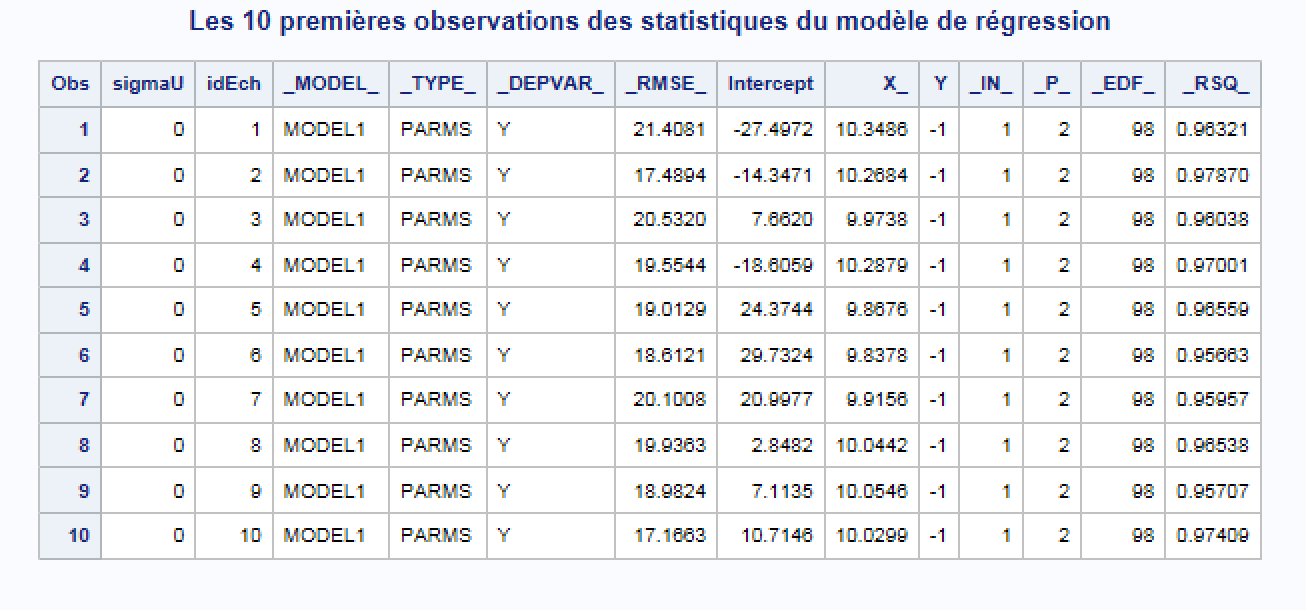 Les 10 premières observations des statistiques du modèle de régression
Obs sigmaU idEch _MODEL_ _TYPE_ _DEPVAR_ _RMSE_ Intercept X_ Y _IN_ _P_ _EDF_ _RSQ_
1 0 1 MODEL1 PARMS Y 21.4081 -27.4972 10.3486 -1 1 2 98 0.96321
2 0 2 MODEL1 PARMS Y 17.4894 -14.3471 10.2684 -1 1 2 98 0.97870
3 0 3 MODEL1 PARMS Y 20.5320 7.6620 9.9738 -1 1 2 98 0.96038
4 0 4 MODEL1 PARMS Y 19.5544 -18.6059 10.2879 -1 1 2 98 0.97001
5 0 5 MODEL1 PARMS Y 19.0129 24.3744 9.8676 -1 1 2 98 0.96559
6 0 6 MODEL1 PARMS Y 18.6121 29.7324 9.8378 -1 1 2 98 0.95663
7 0 7 MODEL1 PARMS Y 20.1008 20.9977 9.9156 -1 1 2 98 0.95957
8 0 8 MODEL1 PARMS Y 19.9363 2.8482 10.0442 -1 1 2 98 0.96538
9 0 9 MODEL1 PARMS Y 18.9824 7.1135 10.0546 -1 1 2 98 0.95707
10 0 10 MODEL1 PARMS Y 17.1663 10.7146 10.0299 -1 1 2 98 0.97409